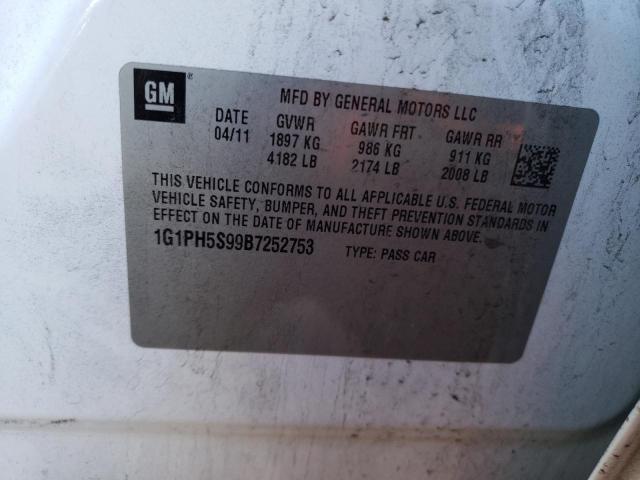 GM ®
MFD BY GENERAL MOTORS LLC
DATE GVWR GAWR FRT GAWR RR
04/11 1897 KG 986 KG 911 KG
4182 LB 2174 LB 2008 LB
THIS VEHICLE CONFORMS TO ALL APPLICABLE U.S. FEDERAL MOTOR
VEHICLE SAFETY, BUMPER, AND THEFT PREVENTION STANDARDS IN
EFFECT ON THE DATE OF MANUFACTURE SHOWN ABOVE.
1G1PH5S99B7252753 TYPE: PASS CAR